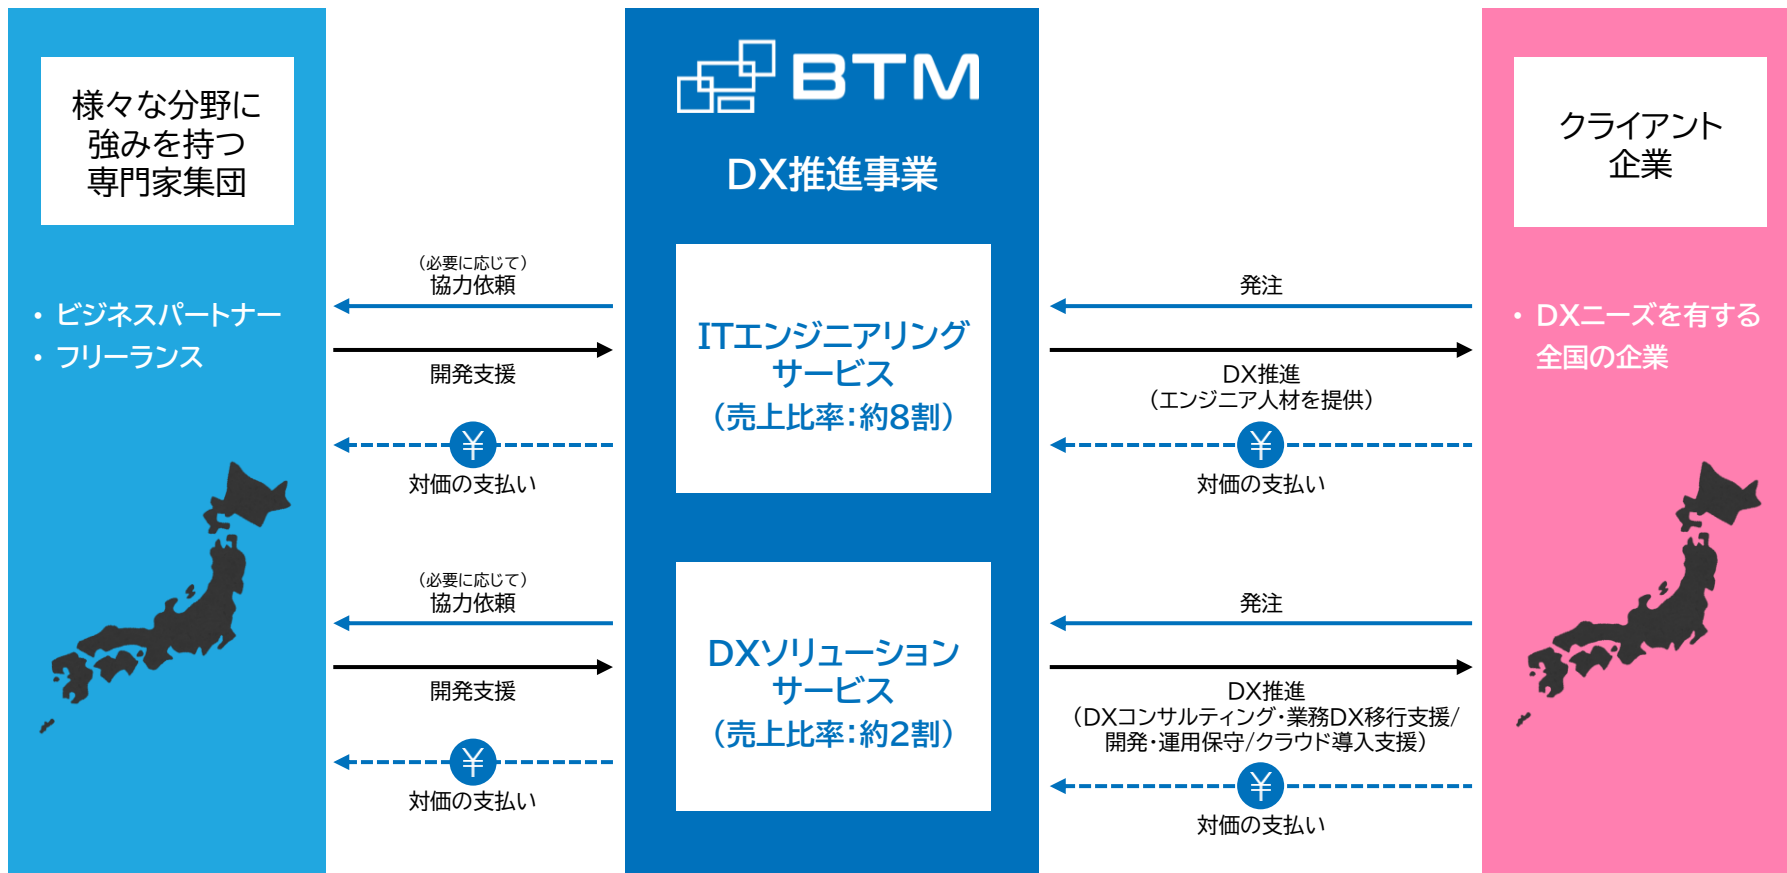 様々な分野に
強みを持つ
専門家集団
・ビジネスパートナー
・フリーランス
(必要に応じて)
協力依頼
開発支援
¥
対価の支払い
(必要に応じて)
協力依頼
開発支援
¥
対価の支払い
BTM
DX推進事業
ITエンジニアリング
サービス
(売上比率:約8割)
DXソリューション
サービス
(売上比率:約2割)
発注
DX推進
(エンジニア人材を提供)
¥
対価の支払い
発注
DX推進
(DXコンサルティング・業務DX移行支援/
開発・運用保守/クラウド導入支援)
¥
対価の支払い
クライアント
企業
・DXニーズを有する
全国の企業